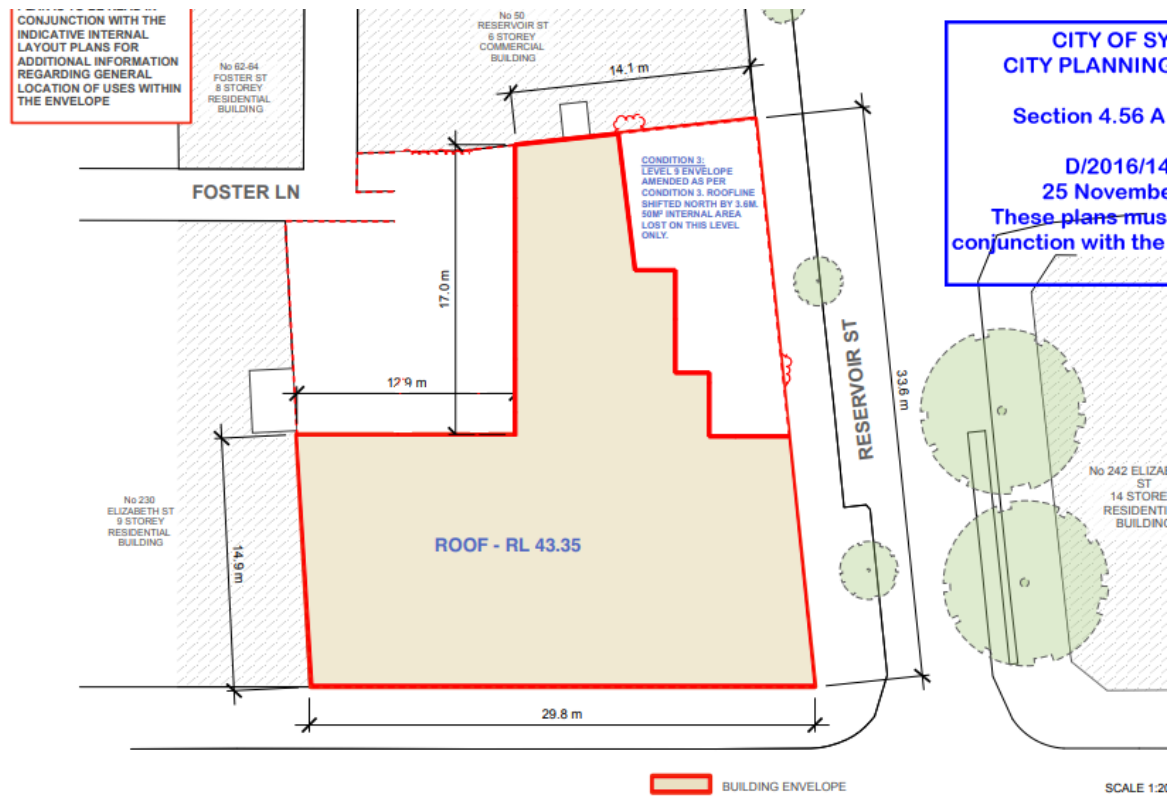 CONJUNCTION WITH THE
INDICATIVE INTERNAL
LAYOUT PLANS FOR
ADDITIONAL INFORMATION
REGARDING GENERAL
LOCATION OF USES WITHIN
THE ENVELOPE
No 62-64
FOSTER ST
8 STOREY
RESIDENTIAL
BUILDING
No 50
RESERVOIR ST
6 STOREY
COMMERCIAL
BUILDING
14.1 m
CITY OF SY
CITY PLANNING
Section 4.56 A
D/2016/14
25 Novembe
These plans mus
conjunction with the
FOSTER LN
CONDITION 3:
LEVEL 9 ENVELOPE
AMENDED AS PER
CONDITION 3. ROOFLINE
SHIFTED NORTH BY 3.6M.
50M² INTERNAL AREA
LOST ON THIS LEVEL
ONLY.
17.0 m
12.9 m
RESERVOIR ST
33.6 m
No 230
ELIZABETH ST
9 STOREY
RESIDENTIAL
BUILDING
14.9 m
ROOF - RL 43.35
No 242 ELIZAB
ST
14 STORE
RESIDENTI
BUILDING
29.8 m
BUILDING ENVELOPE
SCALE 1:20